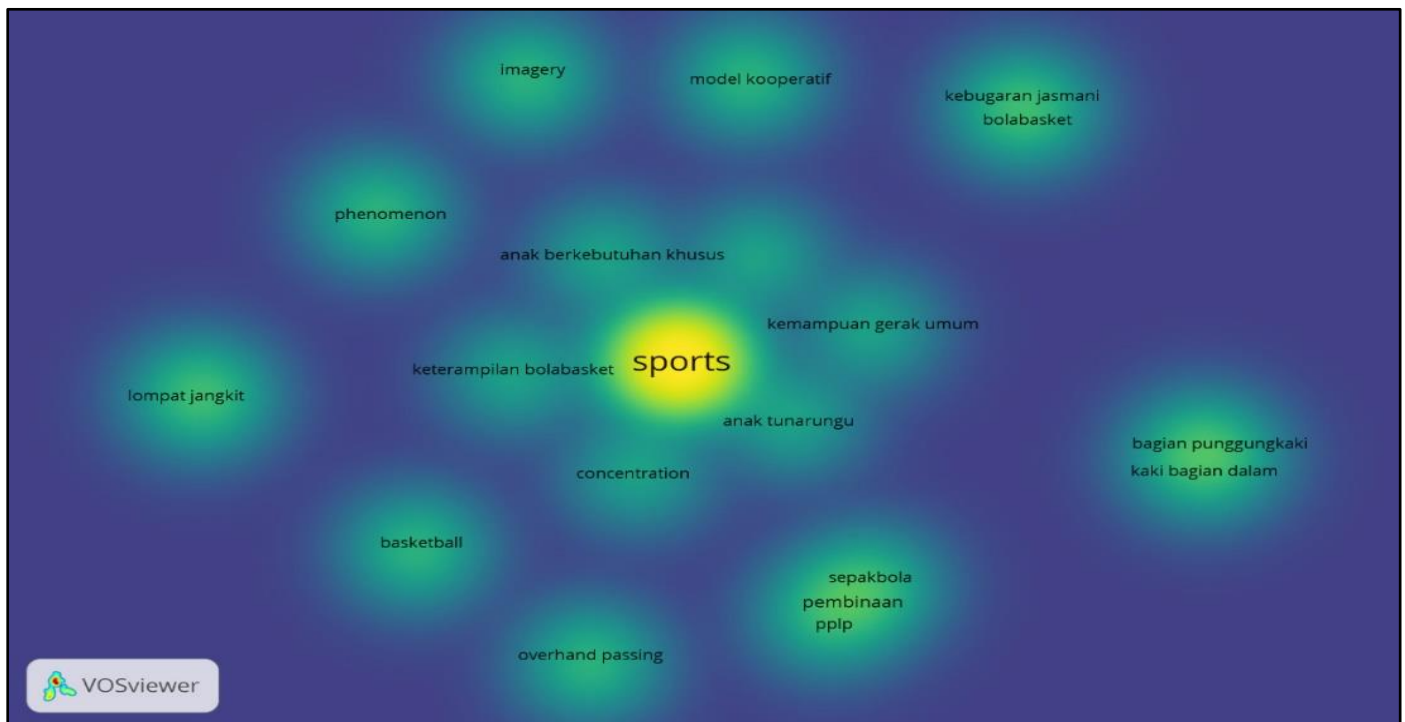 imagery
model kooperatif
kebugaran jasmani
bolabasket
phenomenon
anak berkebutuhan khusus
kemampuan gerak umum
sports
keterampilan bolabasket
lompat jangkit
anak tunarungu
bagian punggungkaki
kaki bagian dalam
concentration
basketball
sepakbola
pembinaan
pplp
overhand passing
VOSviewer